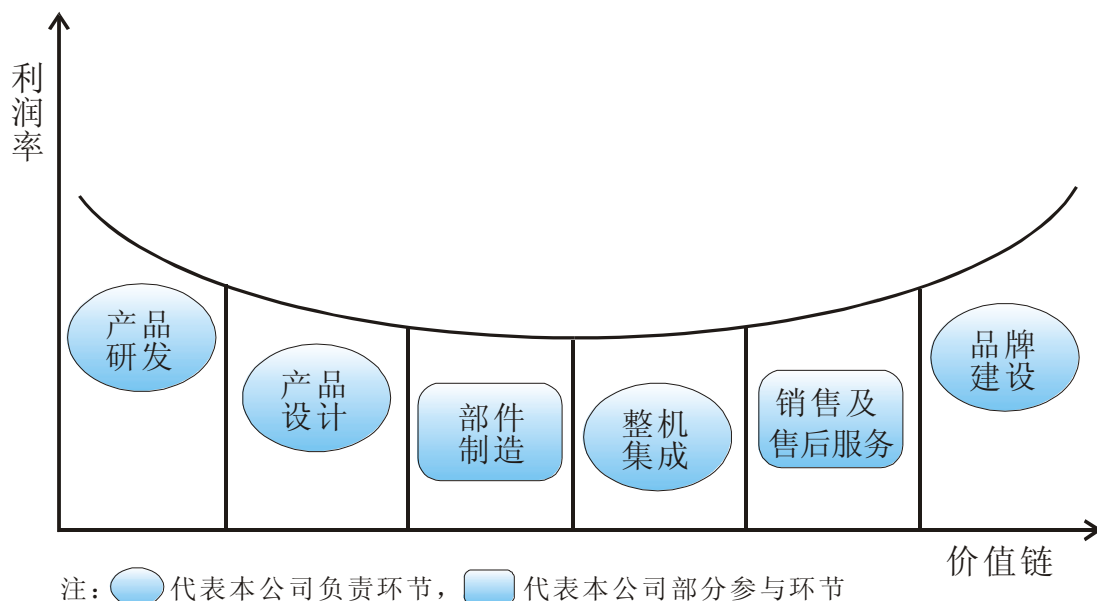 利润率
产品
研发
产品
设计
部件
制造
整机
集成
销售及
售后服务
品牌
建设
价值链
注：代表本公司负责环节，代表本公司部分参与环节